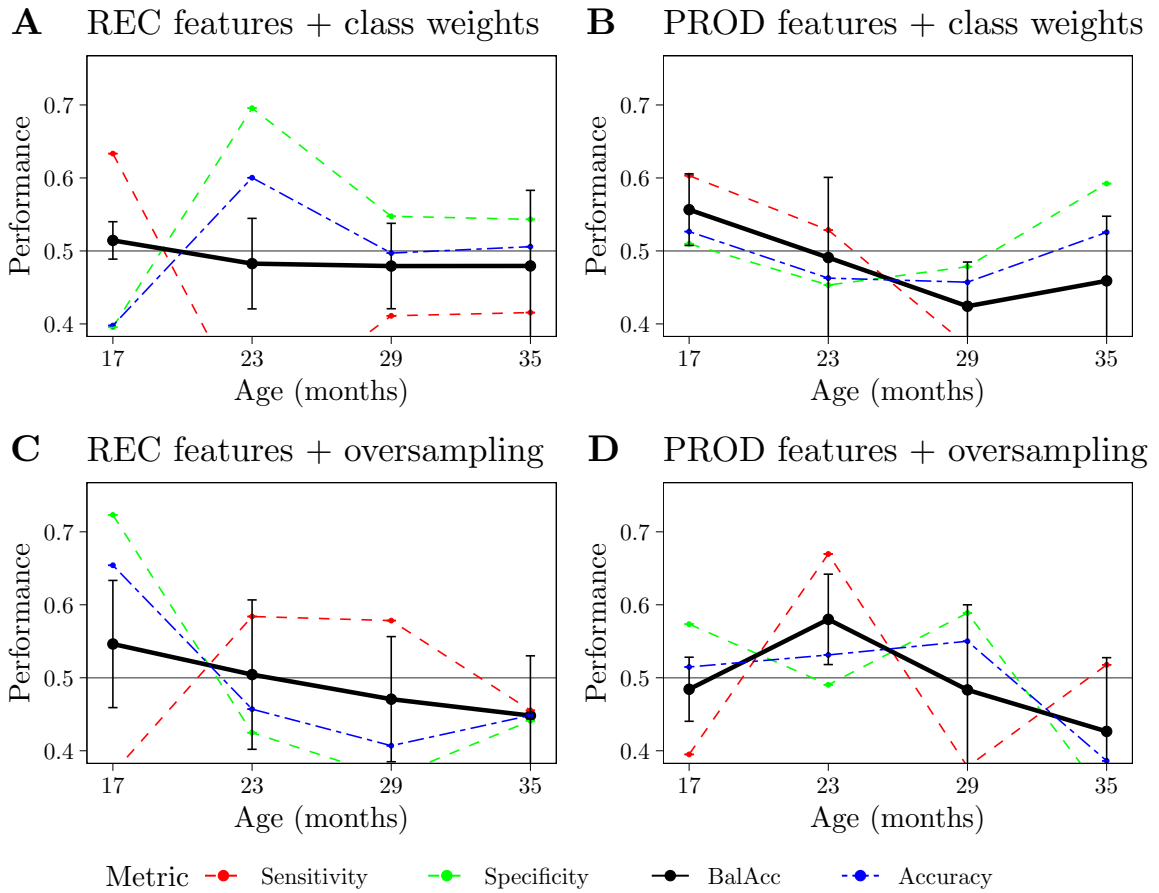 A REC features + class weights
Performance
0.7
0.6
0.5
0.4
17 23 29 35
Age (months)
B PROD features + class weights
Performance
0.7
0.6
0.5
0.4
17 23 29 35
Age (months)
C REC features + oversampling
Performance
0.7
0.6
0.5
0.4
17 23 29 35
Age (months)
D PROD features + oversampling
Performance
0.7
0.6
0.5
0.4
17 23 29 35
Age (months)
Metric Sensitivity Specificity BalAcc Accuracy